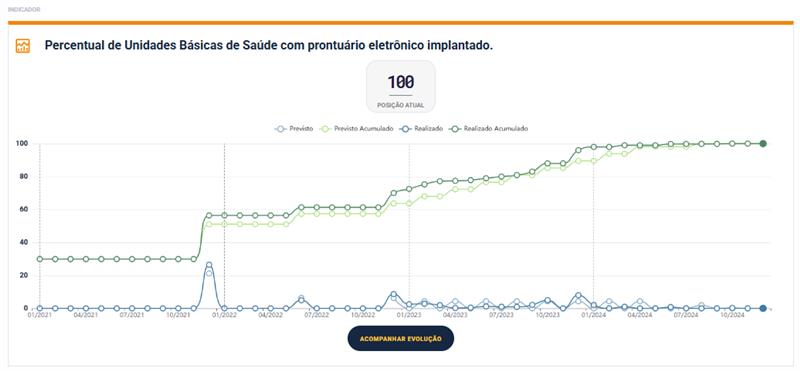 INDICADOR
Percentual de Unidades Básicas de Saúde com prontuário eletrônico implantado.
100
POSIÇÃO ATUAL
Previsto Previsto Acumulado Realizado Realizado Acumulado
100
80
60
40
20
0
01/2021 04/2021 07/2021 10/2021 01/2022 04/2022 07/2022 10/2022 01/2023 04/2023 07/2023 10/2023 01/2024 04/2024 07/2024 10/2024
ACOMPANHAR EVOLUÇÃO